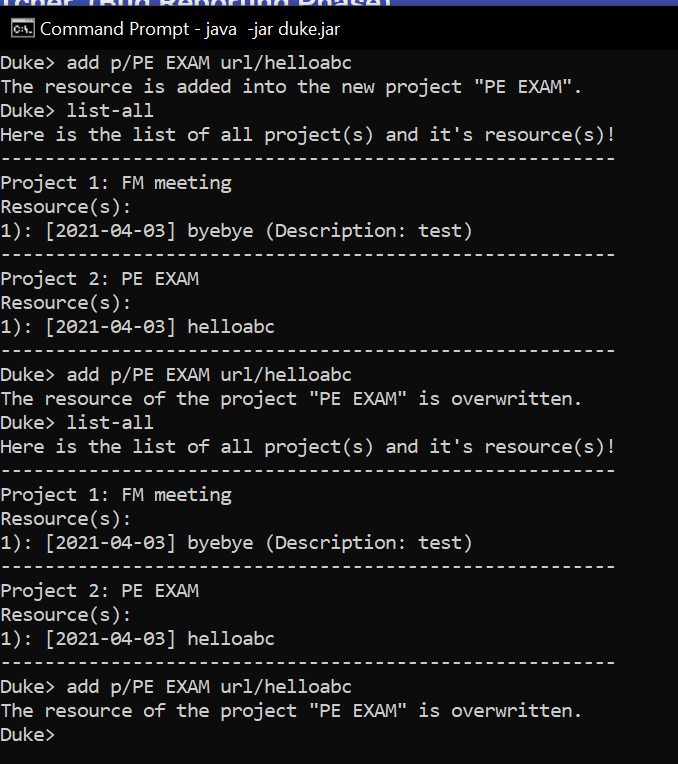 (Bug Reporting Phase)
Command Prompt - java  -jar duke.jar
Duke> add p/PE EXAM url/helloabc
The resource is added into the new project "PE EXAM".
Duke> list-all
Here is the list of all project(s) and it's resource(s)!
--------------------------------------------------------
Project 1: FM meeting
Resource(s):
1): [2021-04-03] byebye (Description: test)
--------------------------------------------------------
Project 2: PE EXAM
Resource(s):
1): [2021-04-03] helloabc
--------------------------------------------------------
Duke> add p/PE EXAM url/helloabc
The resource of the project "PE EXAM" is overwritten.
Duke> list-all
Here is the list of all project(s) and it's resource(s)!
--------------------------------------------------------
Project 1: FM meeting
Resource(s):
1): [2021-04-03] byebye (Description: test)
--------------------------------------------------------
Project 2: PE EXAM
Resource(s):
1): [2021-04-03] helloabc
--------------------------------------------------------
Duke> add p/PE EXAM url/helloabc
The resource of the project "PE EXAM" is overwritten.
Duke>